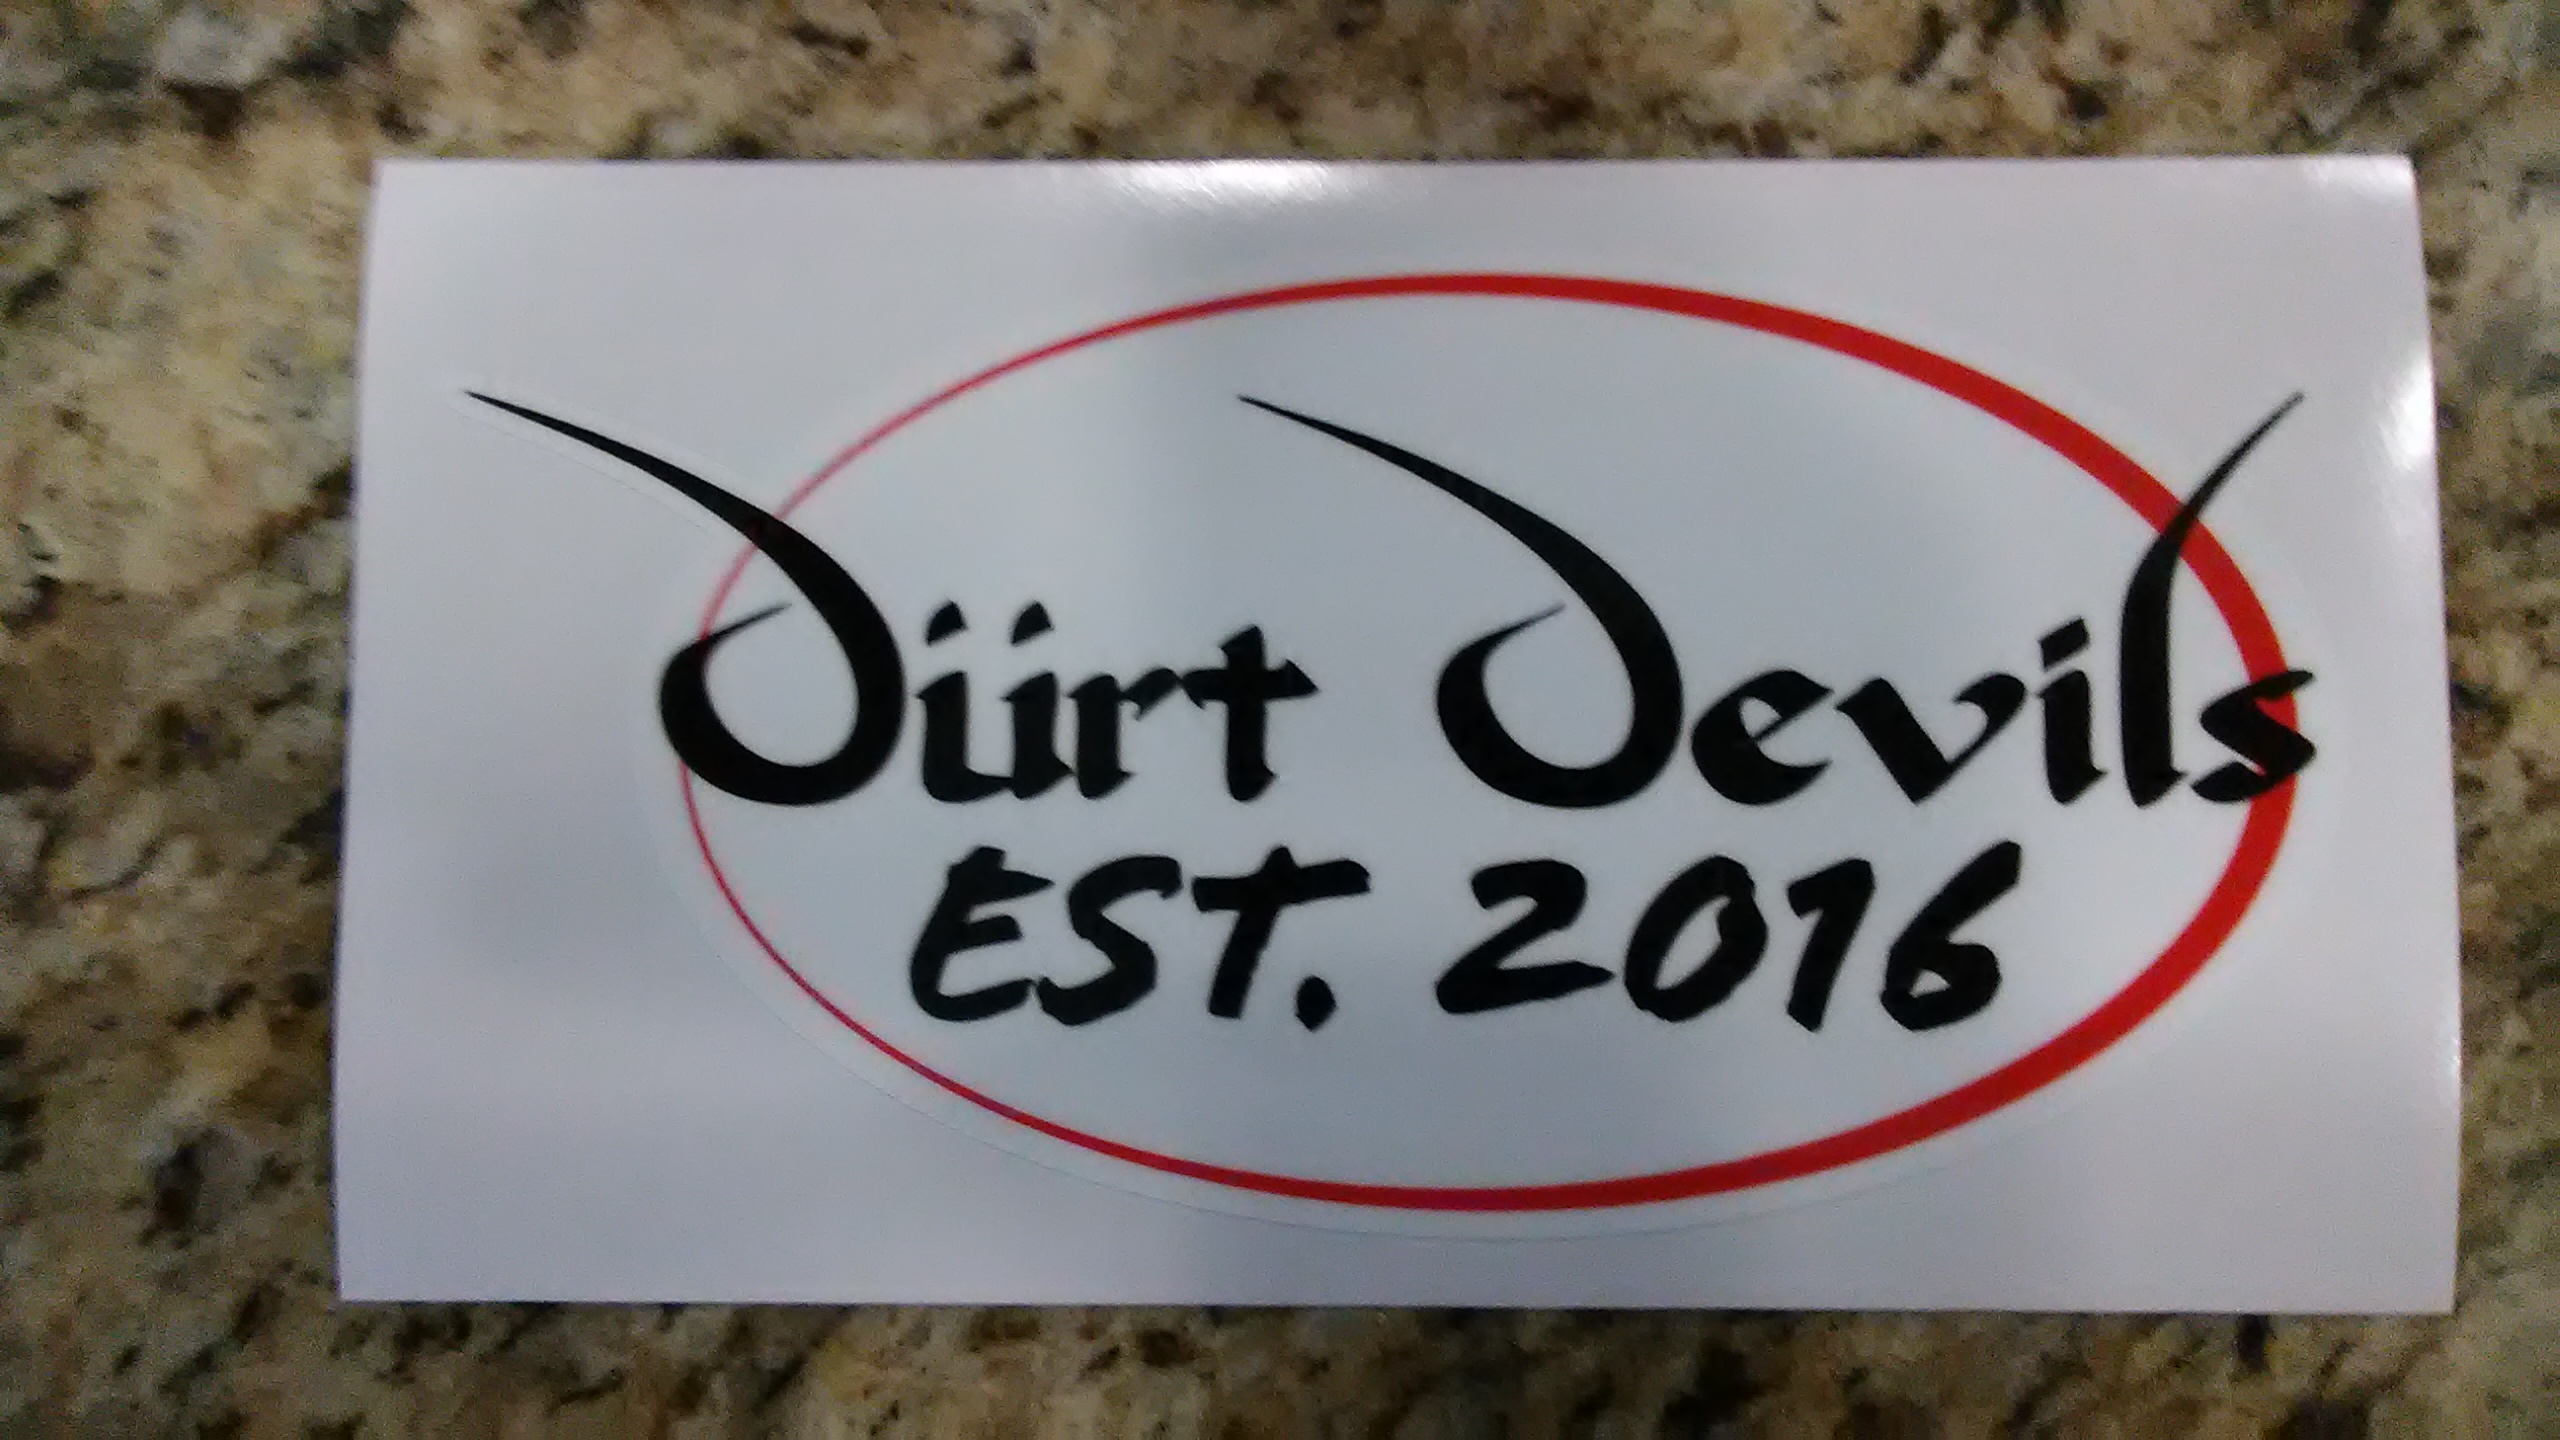 Dürt Devils
EST. 2016